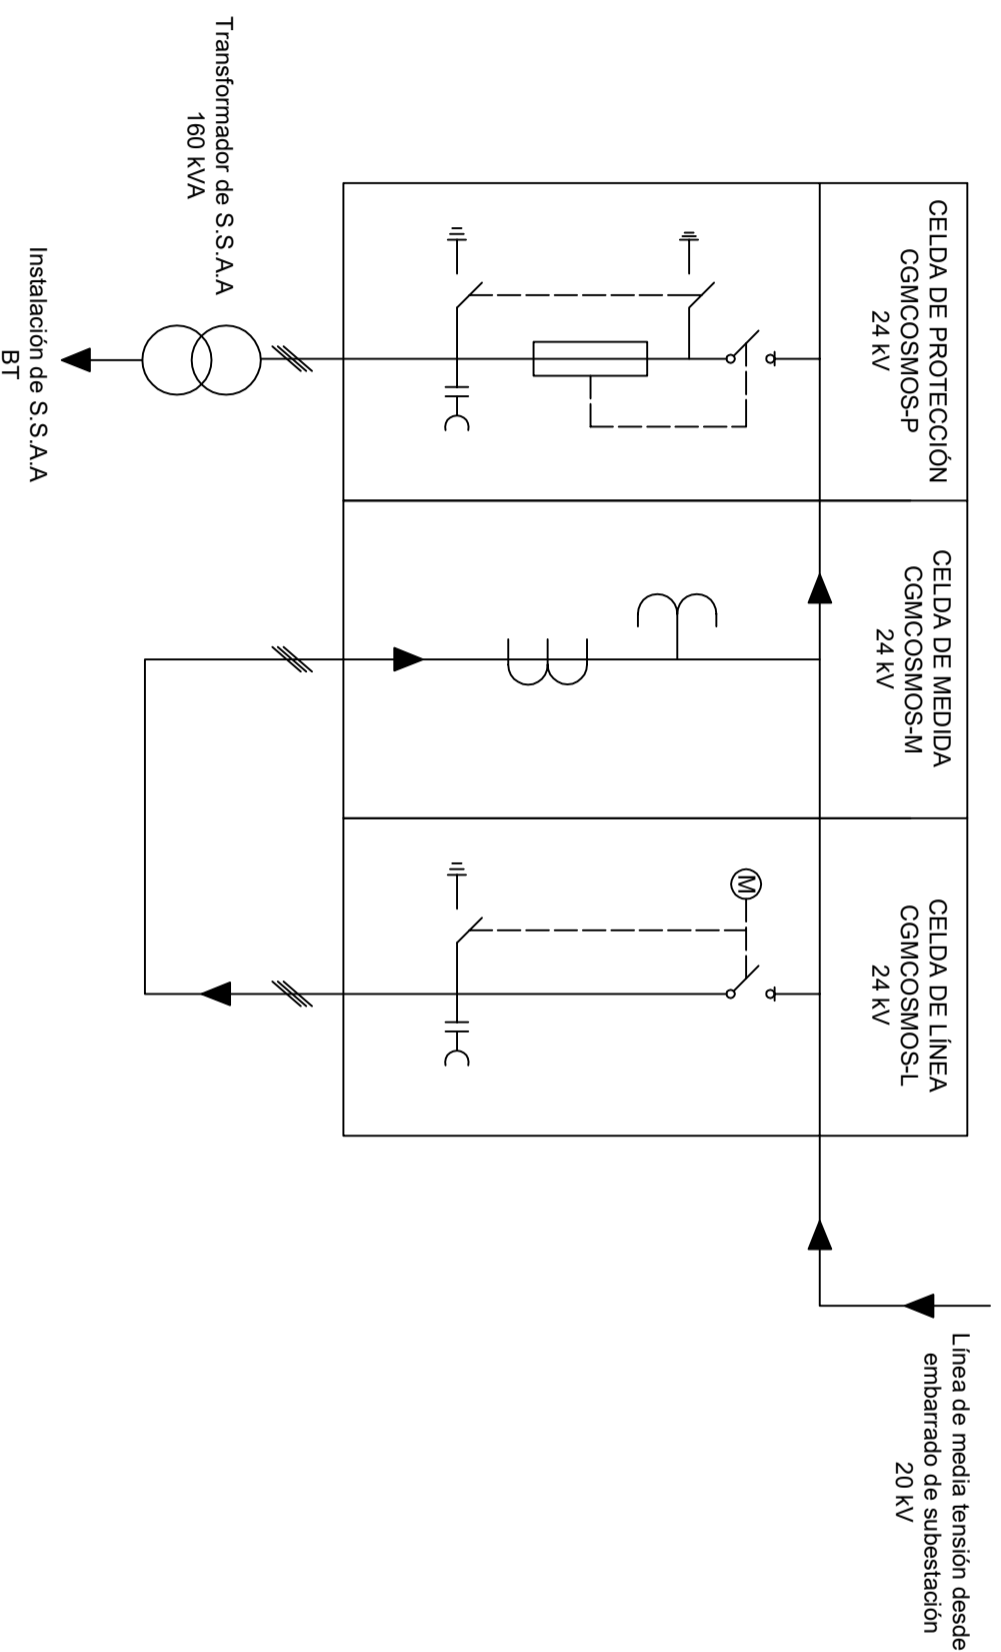 CELDA DE PROTECCIÓN
CGMCOSMOS-P
24 kV
CELDA DE MEDIDA
CGMCOSMOS-M
24 kV
CELDA DE LÍNEA
CGMCOSMOS-L
24 kV
M
Línea de media tensión desde
embarrado de subestación
20 kV
Transformador de S.S.A.A
160 kVA
Instalación de S.S.A.A
BT